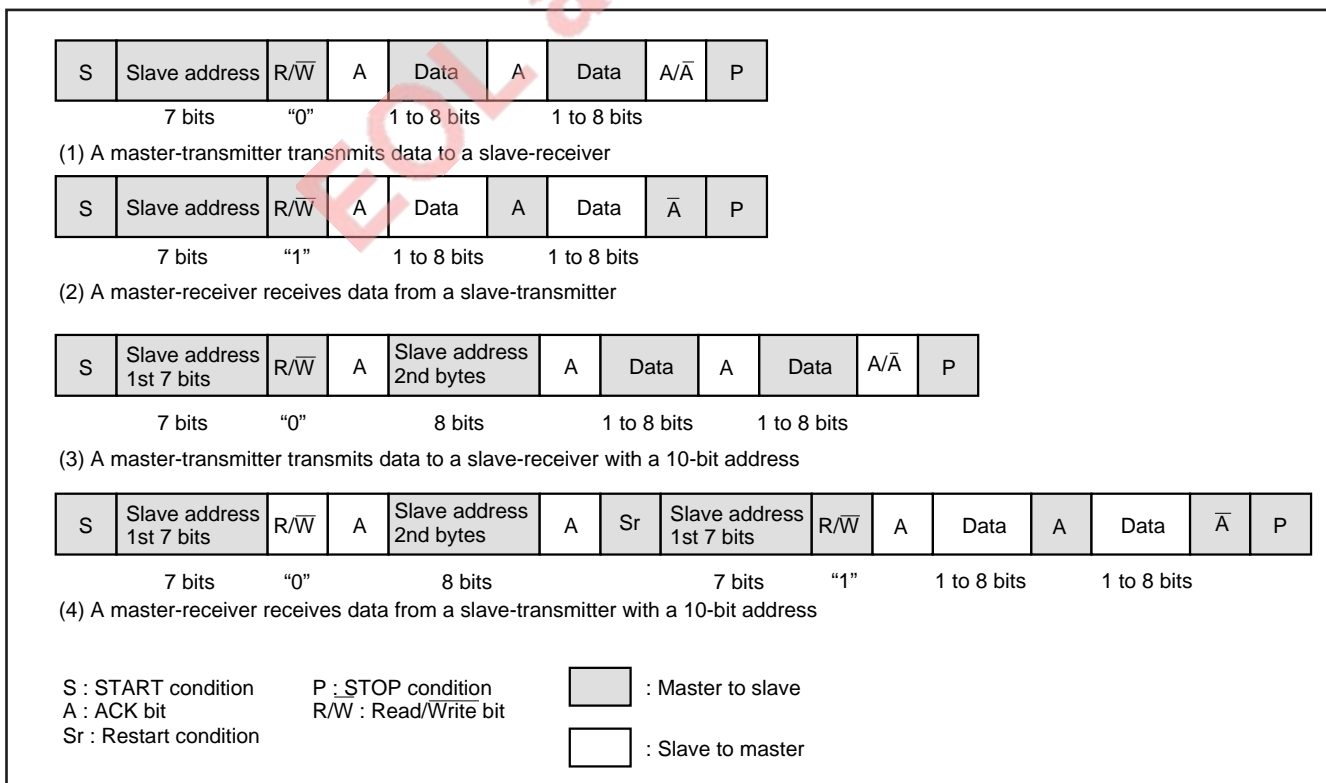 EOL a
S Slave address R/W̅ A Data A Data A/A̅ P
7 bits “0” 1 to 8 bits 1 to 8 bits
(1) A master-transmitter transnmits data to a slave-receiver
S Slave address R/W̅ A Data A Data A̅ P
7 bits “1” 1 to 8 bits 1 to 8 bits
(2) A master-receiver receives data from a slave-transmitter
S Slave address 1st 7 bits R/W̅ A Slave address 2nd bytes A Data A Data A/A̅ P
7 bits “0” 8 bits 1 to 8 bits 1 to 8 bits
(3) A master-transmitter transmits data to a slave-receiver with a 10-bit address
S Slave address 1st 7 bits R/W̅ A Slave address 2nd bytes A Sr Slave address 1st 7 bits R/W̅ A Data A Data A̅ P
7 bits “0” 8 bits 7 bits “1” 1 to 8 bits 1 to 8 bits
(4) A master-receiver receives data from a slave-transmitter with a 10-bit address
S : START condition P : STOP condition : Master to slave
A : ACK bit R/W̅ : Read/W̅r̅i̅t̅e̅ bit
Sr : Restart condition
: Slave to master